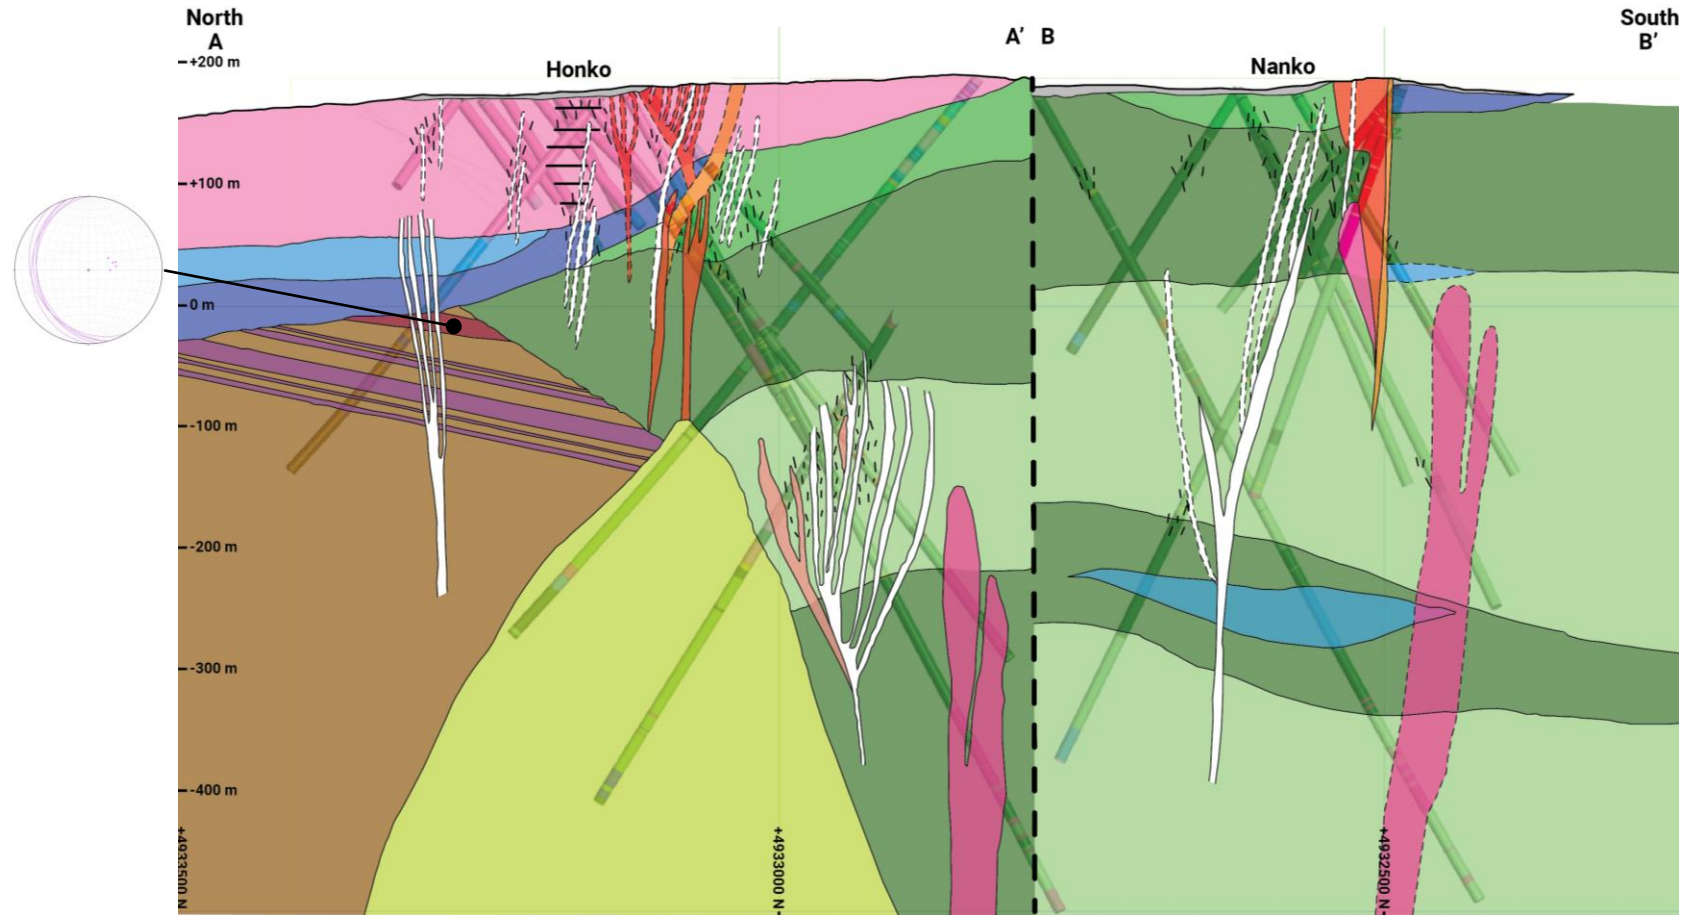 North
A
A’ B
South
B’
+200 m
Honko
Nanko
+100 m
0 m
-100 m
-200 m
-300 m
-400 m
+4933500 N
+4933000 N
+4932500 N